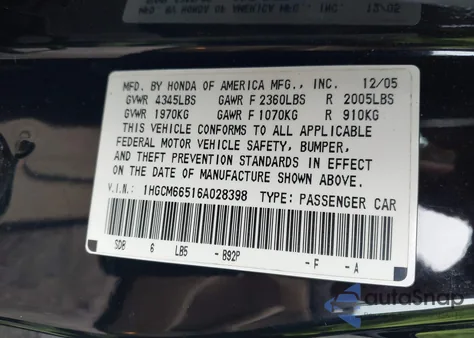 MFD. BY HONDA OF AMERICA MFG., INC. 12/05
GVWR 4345LBS GAWR F 2360LBS R 2005LBS
GVWR 1970KG GAWR F 1070KG R 910KG
THIS VEHICLE CONFORMS TO ALL APPLICABLE
FEDERAL MOTOR VEHICLE SAFETY, BUMPER,
AND THEFT PREVENTION STANDARDS IN EFFECT
ON THE DATE OF MANUFACTURE SHOWN ABOVE.
V.I.N: 1HGCM66516A028398 TYPE: PASSENGER CAR
SDB 6 LB5 - B92P - F - A
autoSnap